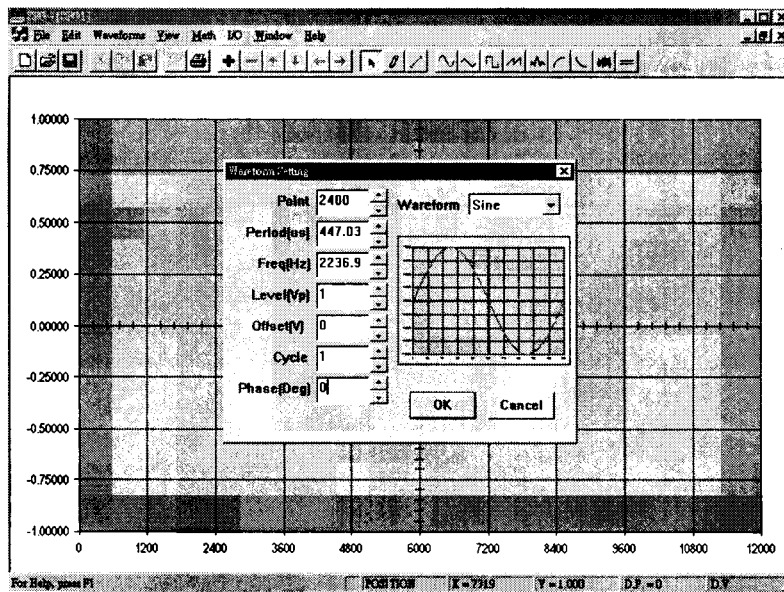 File Edit Waveforms View Math I/O Window Help
1.00000
0.75000
0.50000
0.25000
0.00000
-0.25000
-0.50000
-0.75000
-1.00000
0 1200 2400 3600 4800 6000 7200 8400 9600 10800 12000
Waveform Setting
Point 2400
Period(us) 447.03
Freq(Hz) 2236.9
Level(Vp) 1
Offset(V) 0
Cycle 1
Phase(Deg) 0
Waveform Sine
OK Cancel
For Help, press F1 POSITION X = 7319 Y = 1.000 D.P. = 0 D.V